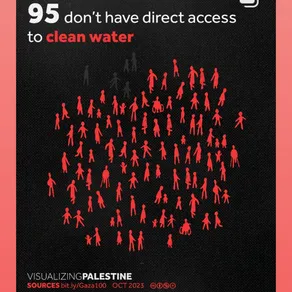 95 don't have direct access
to clean water
VISUALIZINGPALESTINE
SOURCES bit.ly/Gaza100 OCT 2023